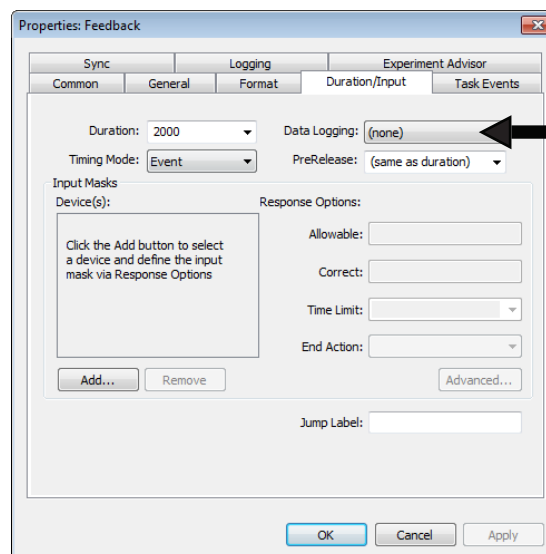 Properties: Feedback
Sync Logging Experiment Advisor
Common General Format Duration/Input Task Events
Duration: 2000 Data Logging: (none)
Timing Mode: Event PreRelease: (same as duration)
Input Masks
Device(s): Response Options:
Click the Add button to select
a device and define the input
mask via Response Options
Allowable:
Correct:
Time Limit:
End Action:
Add... Remove Advanced...
Jump Label:
OK Cancel Apply